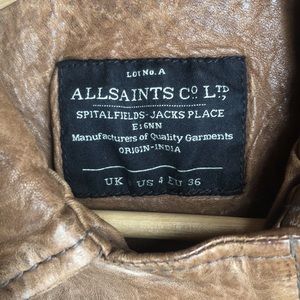 LOT No. A
ALLSAINTS Co LTD,
SPITALFIELDS-JACKS PLACE
E16NN
Manufacturers of Quality Garments
ORIGIN-INDIA
UK US 4 EU 36